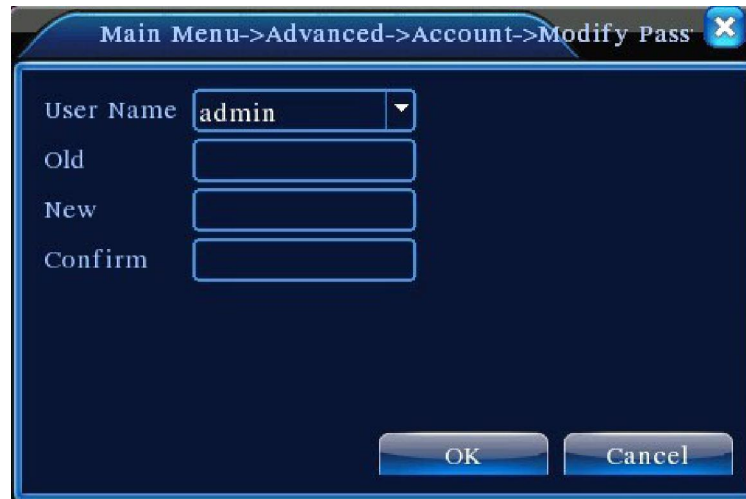 Main Menu->Advanced->Account->Modify Pass
User Name admin
Old
New
Confirm
OK Cancel